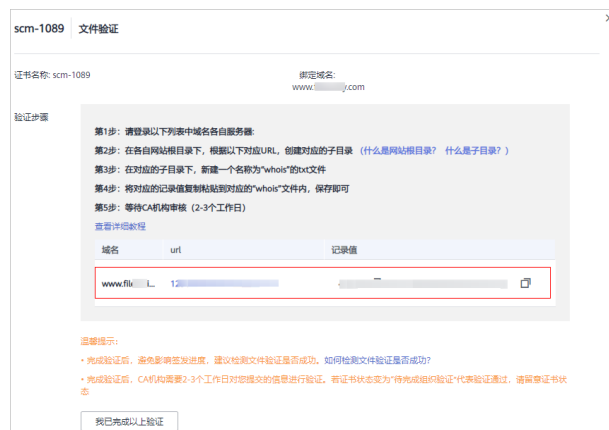 scm-1089 文件验证
证书名称: scm-1089
绑定域名:
www. y.com
验证步骤
第1步：请登录以下列表中域名各自服务器:
第2步：在各自网站根目录下，根据以下对应URL，创建对应的子目录 （什么是网站根目录? 什么是子目录?）
第3步：在对应的子目录下，新建一个名称为"whois"的txt文件
第4步：将对应的记录值复制粘贴到对应的"whois"文件内，保存即可
第5步：等待CA机构审核（2-3个工作日）
查看详细教程
域名 url 记录值
www.file i... 12
温馨提示：
• 完成验证后，避免影响签发进度，建议检测文件验证是否成功。如何检测文件验证是否成功?
• 完成验证后，CA机构需要2-3个工作日对您提交的信息进行验证。若证书状态变为"待完成组织验证"代表验证通过，请留意证书状
态
我已完成以上验证